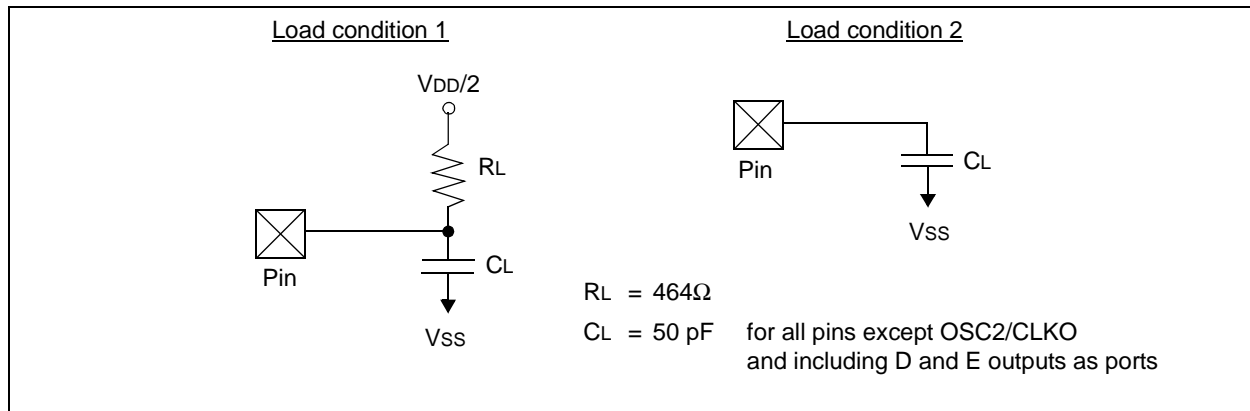 Load condition 1
VDD/2
RL
Pin
CL
VSS
Load condition 2
Pin
CL
VSS
RL = 464Ω
CL = 50 pF for all pins except OSC2/CLKO
and including D and E outputs as ports